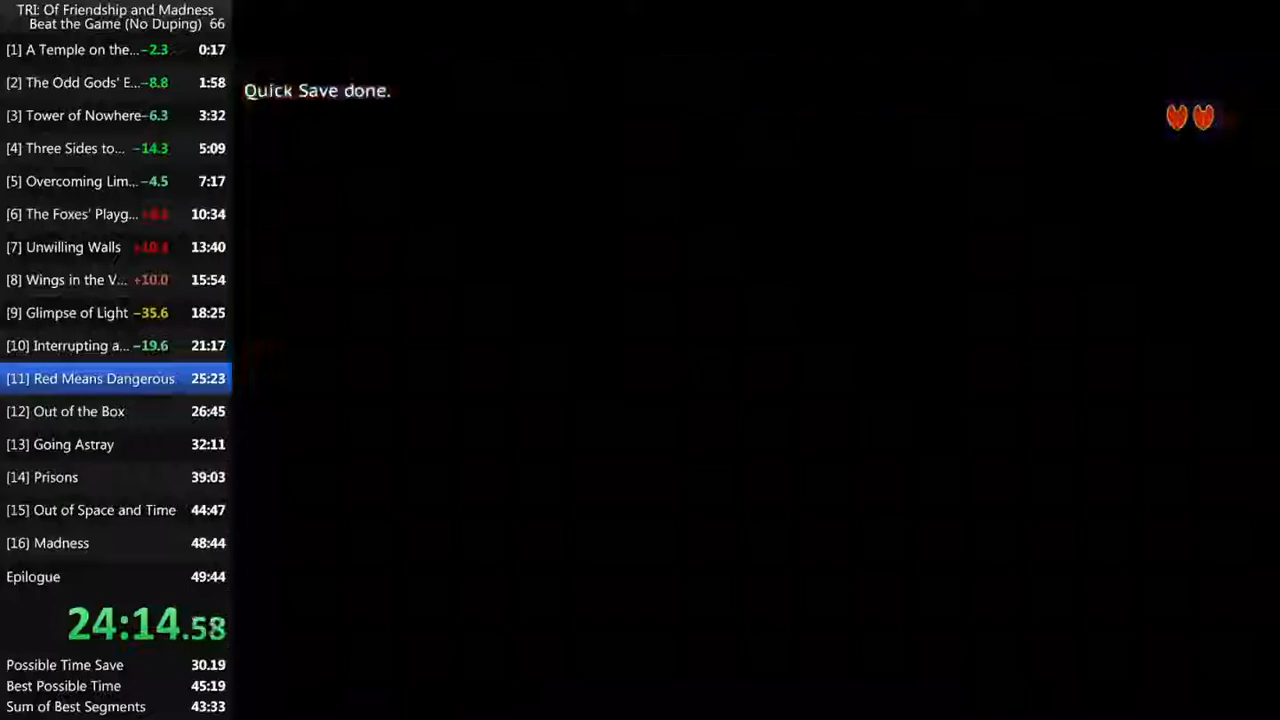 TRI: Of Friendship and Madness
Beat the Game (No Duping) 66
[1] A Temple on the... −2.3 0:17
[2] The Odd Gods' E... −8.8 1:58
[3] Tower of Nowhere −6.3 3:32
[4] Three Sides to... −14.3 5:09
[5] Overcoming Lim... −4.5 7:17
[6] The Foxes' Playg... 10:34
[7] Unwilling Walls 13:40
[8] Wings in the V... +10.0 15:54
[9] Glimpse of Light −35.6 18:25
[10] Interrupting a... −19.6 21:17
[11] Red Means Dangerous 25:23
[12] Out of the Box 26:45
[13] Going Astray 32:11
[14] Prisons 39:03
[15] Out of Space and Time 44:47
[16] Madness 48:44
Epilogue 49:44
24:14.58
Possible Time Save 30.19
Best Possible Time 45:19
Sum of Best Segments 43:33
Quick Save done.